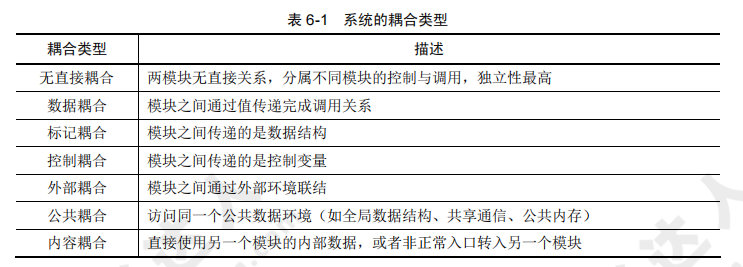 表 6-1 系统的耦合类型
耦合类型 描述
无直接耦合 两模块无直接关系，分属不同模块的控制与调用，独立性最高
数据耦合 模块之间通过值传递完成调用关系
标记耦合 模块之间传递的是数据结构
控制耦合 模块之间传递的是控制变量
外部耦合 模块之间通过外部环境联结
公共耦合 访问同一个公共数据环境（如全局数据结构、共享通信、公共内存）
内容耦合 直接使用另一个模块的内部数据，或者非正常入口转入另一个模块